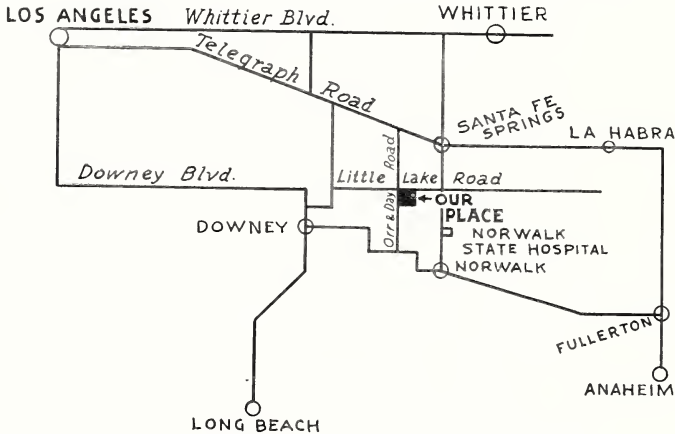 LOS ANGELES
Whittier Blvd.
WHITTIER
Telegraph Road
SANTA FE
SPRINGS
LA HABRA
Downey Blvd.
Little Lake Road
Orr & Day Road
← OUR
PLACE
DOWNEY
NORWALK
STATE HOSPITAL
NORWALK
FULLERTON
ANAHEIM
LONG BEACH